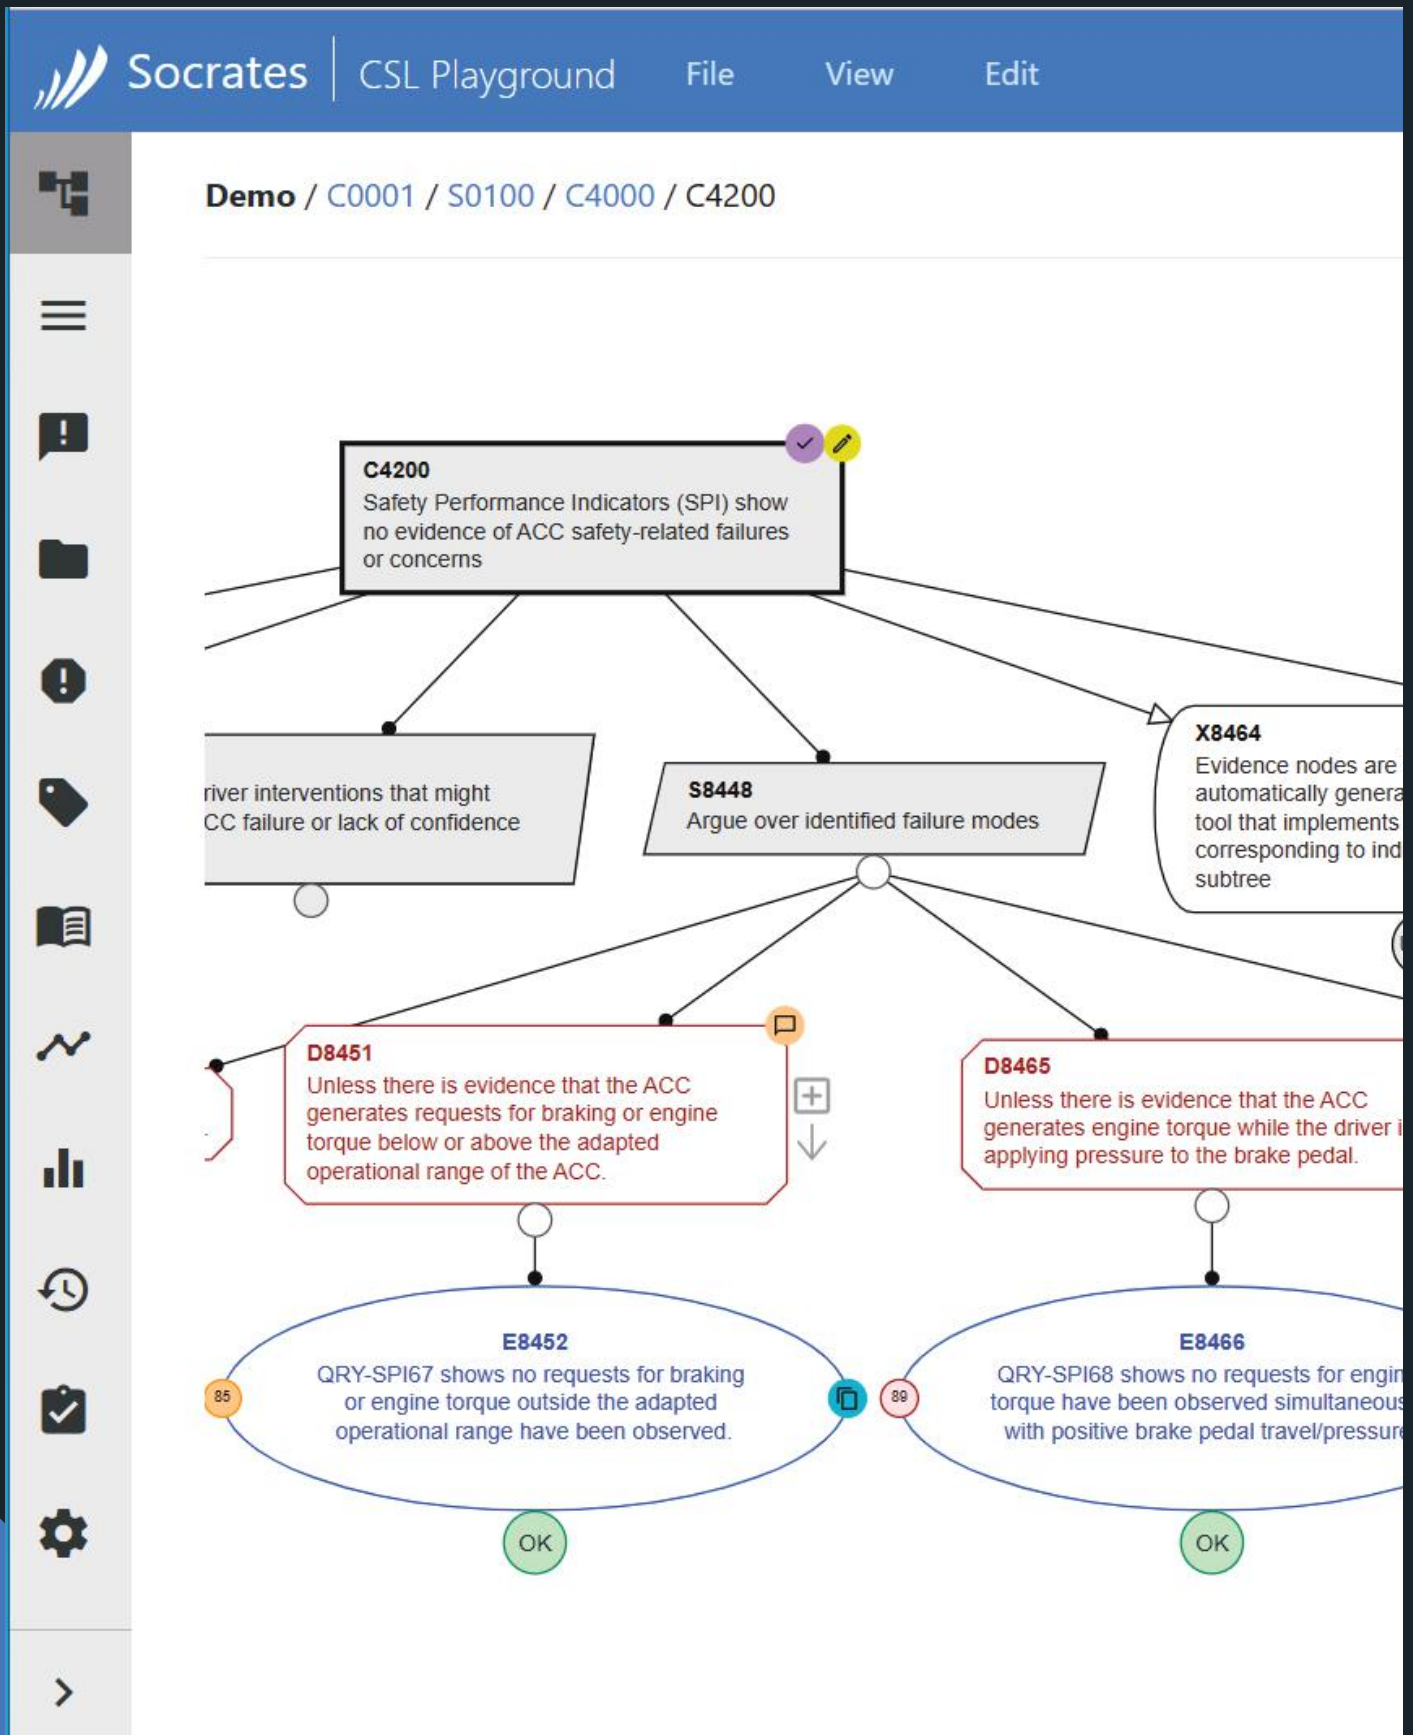 Socrates
CSL Playground
File
View
Edit
Demo / C0001 / S0100 / C4000 / C4200
C4200
Safety Performance Indicators (SPI) show
no evidence of ACC safety-related failures
or concerns
river interventions that might
CC failure or lack of confidence
S8448
Argue over identified failure modes
X8464
Evidence nodes are
automatically genera
tool that implements
corresponding to ind
subtree
D8451
Unless there is evidence that the ACC
generates requests for braking or engine
torque below or above the adapted
operational range of the ACC.
D8465
Unless there is evidence that the ACC
generates engine torque while the driver i
applying pressure to the brake pedal.
E8452
QRY-SPI67 shows no requests for braking
or engine torque outside the adapted
operational range have been observed.
85
OK
E8466
QRY-SPI68 shows no requests for engin
torque have been observed simultaneous
with positive brake pedal travel/pressure
89
OK